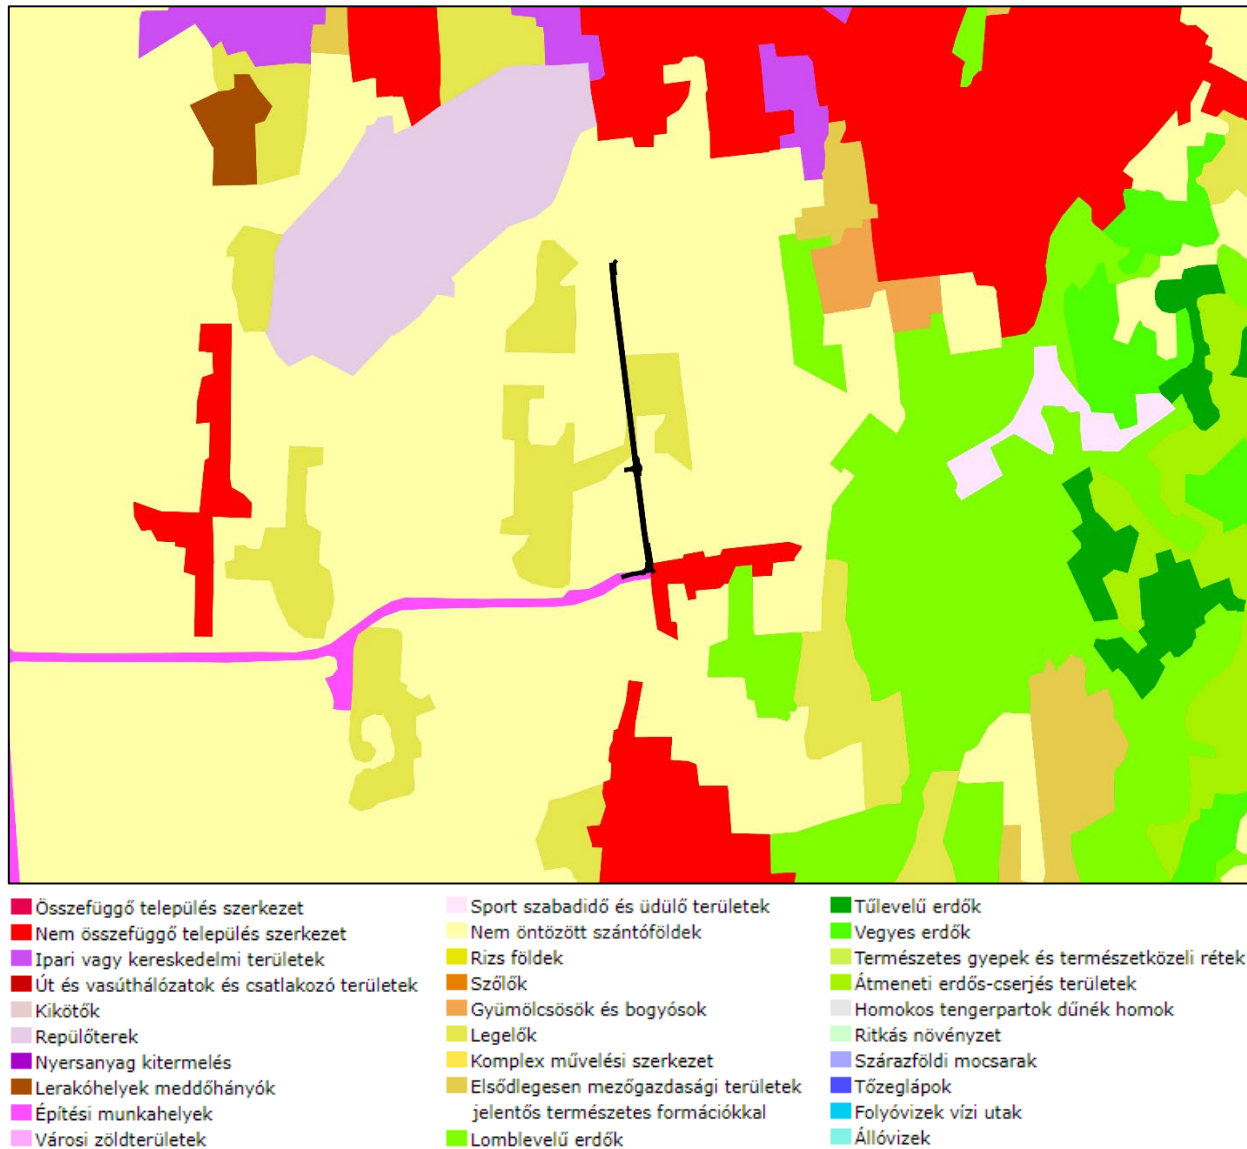 Összefüggő település szerkezet
Nem összefüggő település szerkezet
Ipari vagy kereskedelmi területek
Út és vasúthálózatok és csatlakozó területek
Kikötők
Repülőterek
Nyersanyag kitermelés
Lerakóhelyek meddőhányók
Építési munkahelyek
Városi zöldterületek
Sport szabadidő és üdülő területek
Nem öntözött szántóföldek
Rizs földek
Szőlők
Gyümölcsösök és bogyósok
Legelők
Komplex művelési szerkezet
Elsődlegesen mezőgazdasági területek
jelentős természetes formációkkal
Lomblevelű erdők
Tűlevelű erdők
Vegyes erdők
Természetes gyepek és természetközeli rétek
Átmeneti erdős-cserjés területek
Homokos tengerpartok dűnék homok
Ritkás növényzet
Szárazföldi mocsarak
Tőzeglápok
Folyóvizek vízi utak
Állóvizek